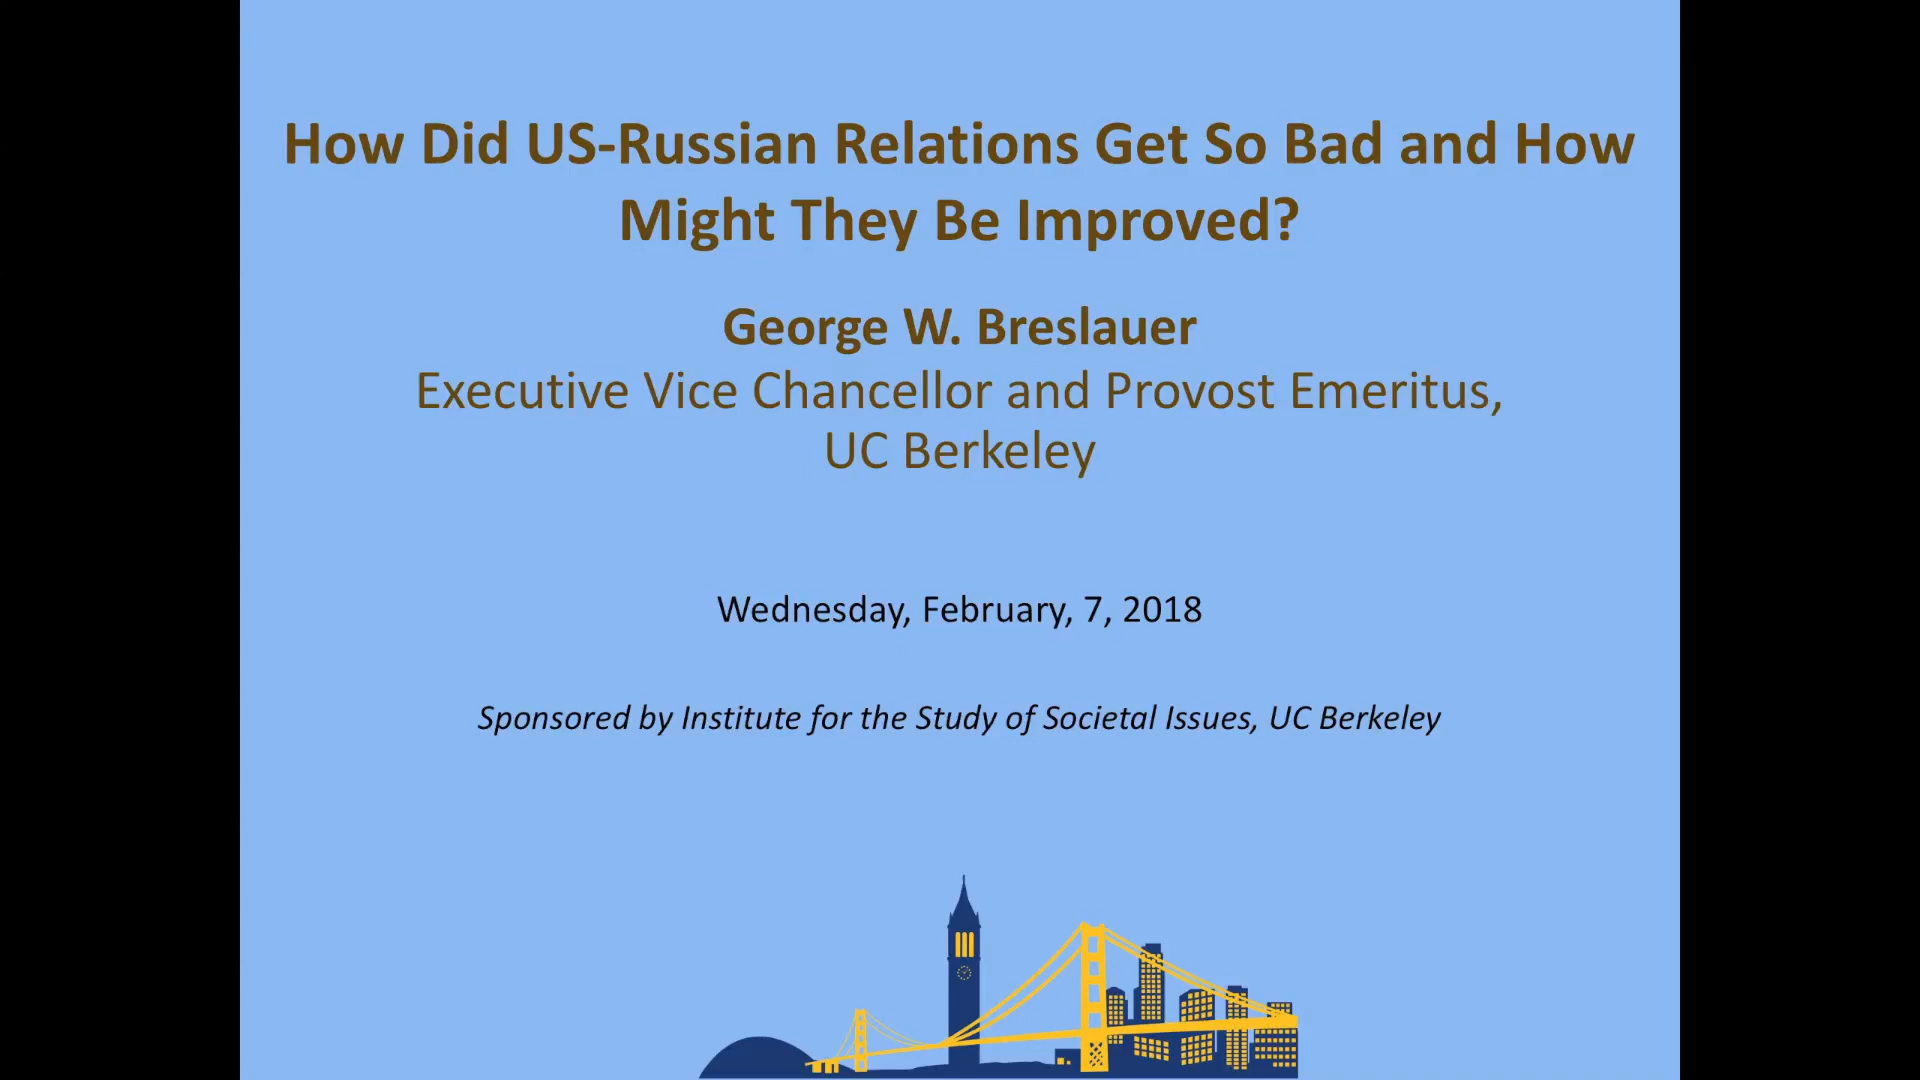 How Did US-Russian Relations Get So Bad and How
Might They Be Improved?
George W. Breslauer
Executive Vice Chancellor and Provost Emeritus,
UC Berkeley
Wednesday, February, 7, 2018
Sponsored by Institute for the Study of Societal Issues, UC Berkeley